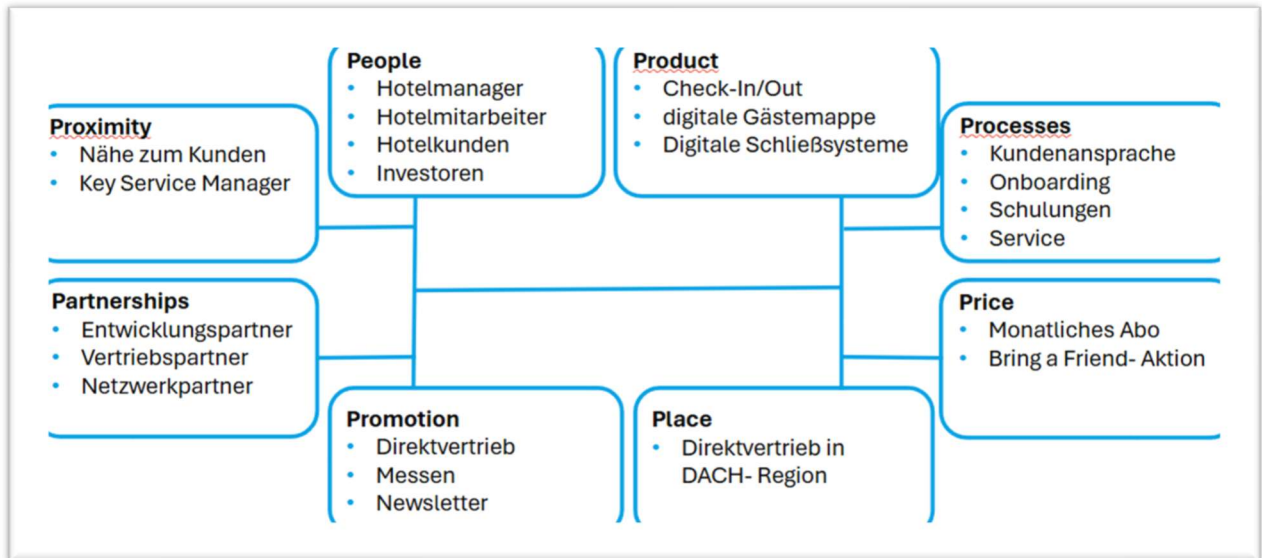 People
• Hotelmanager
• Hotelmitarbeiter
• Hotelkunden
• Investoren
Product
• Check-In/Out
• digitale Gästemappe
• Digitale Schließsysteme
Proximity
• Nähe zum Kunden
• Key Service Manager
Processes
• Kundenansprache
• Onboarding
• Schulungen
• Service
Partnerships
• Entwicklungspartner
• Vertriebspartner
• Netzwerkpartner
Price
• Monatliches Abo
• Bring a Friend- Aktion
Promotion
• Direktvertrieb
• Messen
• Newsletter
Place
• Direktvertrieb in
DACH- Region